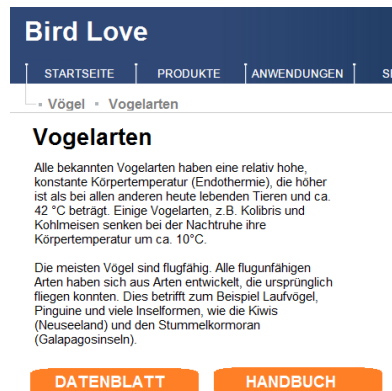 Bird Love
STARTSEITE PRODUKTE ANWENDUNGEN
Vögel Vogelarten
Vogelarten
Alle bekannten Vogelarten haben eine relativ hohe,
konstante Körpertemperatur (Endothermie), die höher
ist als bei allen anderen heute lebenden Tieren und ca.
42 °C beträgt. Einige Vogelarten, z.B. Kolibris und
Kohlmeisen senken bei der Nachtruhe ihre
Körpertemperatur um ca. 10°C.
Die meisten Vögel sind flugfähig. Alle flugunfähigen
Arten haben sich aus Arten entwickelt, die ursprünglich
fliegen konnten. Dies betrifft zum Beispiel Laufvögel,
Pinguine und viele Inselformen, wie die Kiwis
(Neuseeland) und den Stummelkormoran
(Galapagosinseln).
DATENBLATT HANDBUCH